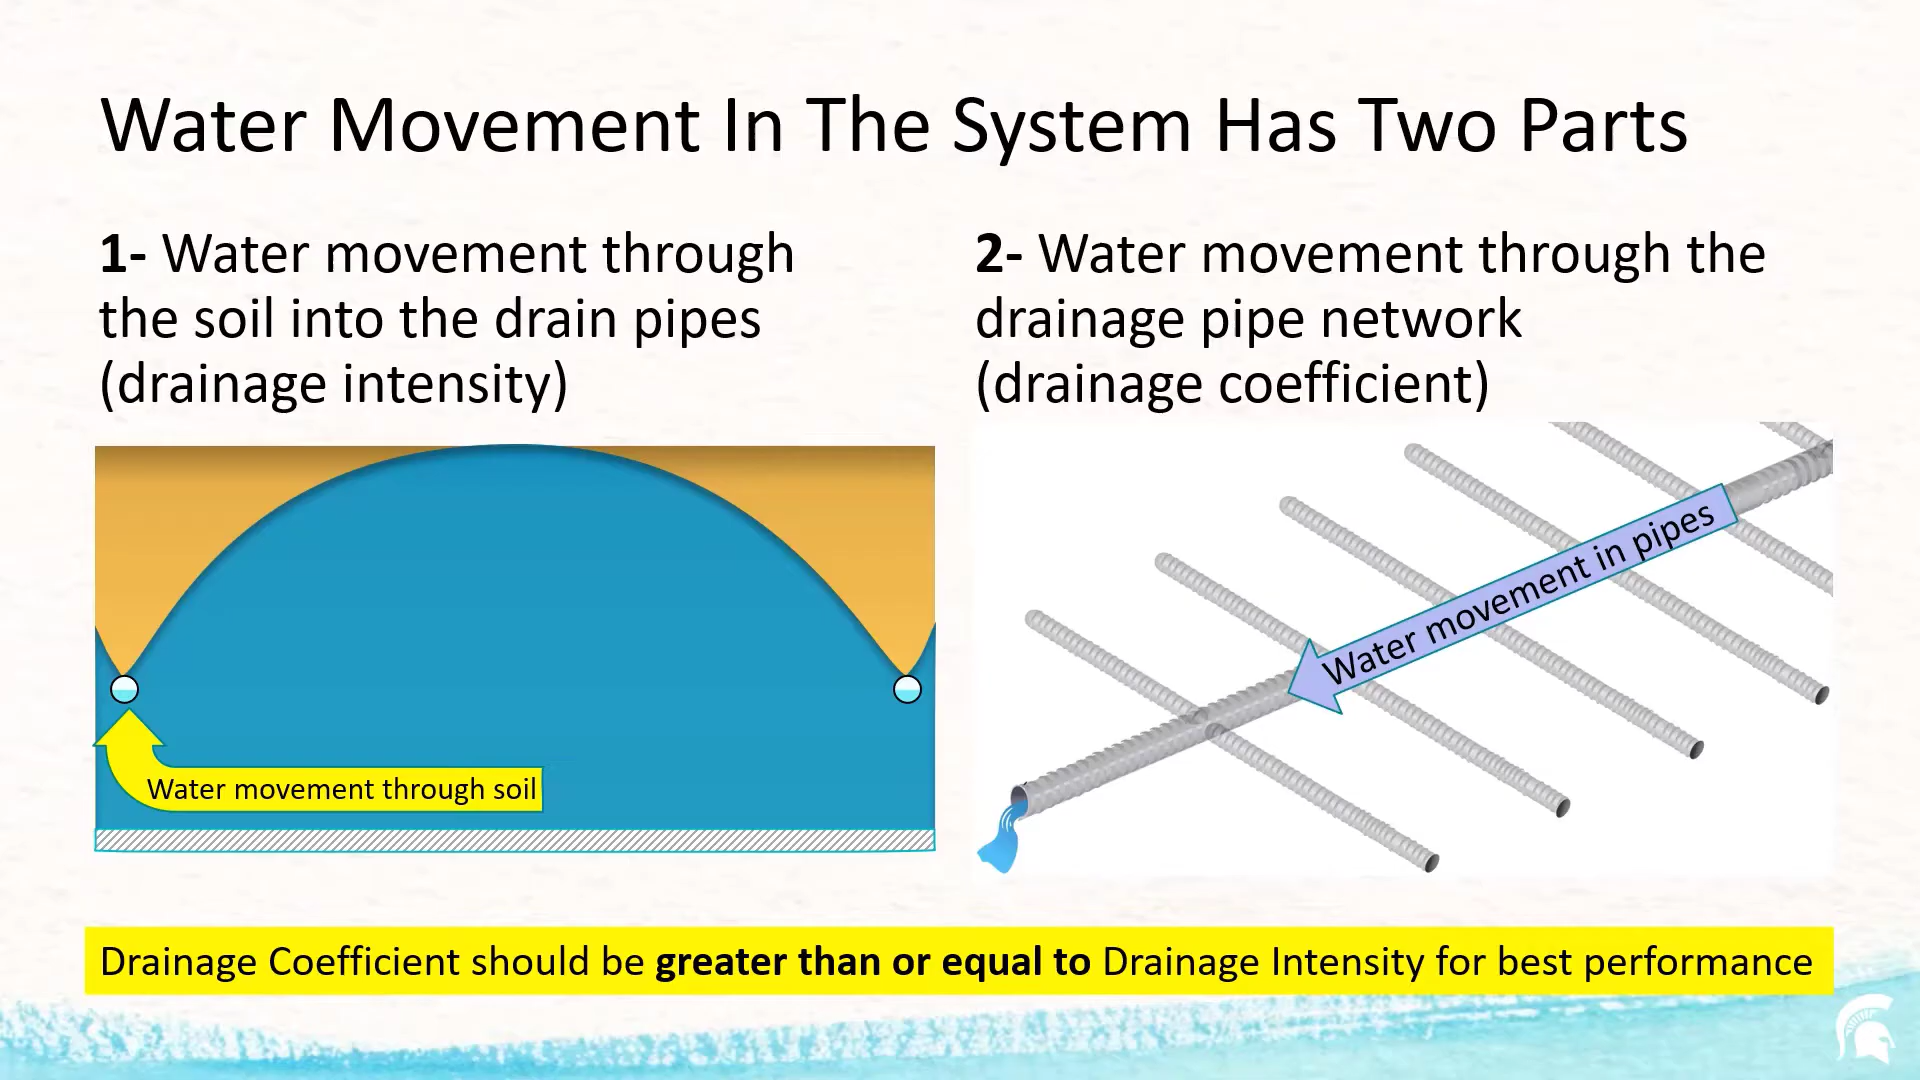 Water Movement In The System Has Two Parts
1- Water movement through
the soil into the drain pipes
(drainage intensity)
2- Water movement through the
drainage pipe network
(drainage coefficient)
Water movement through soil
Water movement in pipes
Drainage Coefficient should be greater than or equal to Drainage Intensity for best performance